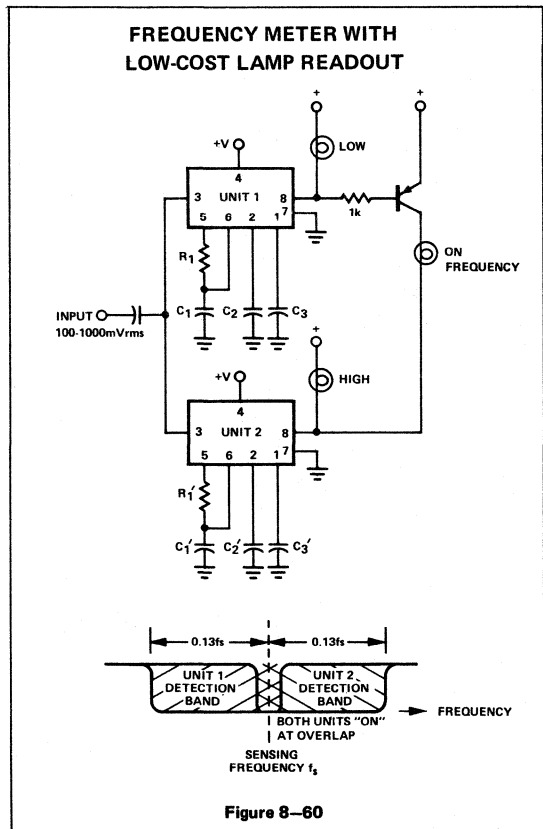 FREQUENCY METER WITH
LOW-COST LAMP READOUT
+
+
+V
LOW
4
3
UNIT 1
8
7
1k
5 6 2 1
R1
ON
FREQUENCY
INPUT
100-1000mVrms
C1 C2 C3
+
+V
HIGH
4
3
UNIT 2
8
7
5 6 2 1
R1'
C1' C2' C3'
0.13fs 0.13fs
UNIT 1
DETECTION
BAND
UNIT 2
DETECTION
BAND
FREQUENCY
BOTH UNITS "ON"
AT OVERLAP
SENSING
FREQUENCY fs
Figure 8–60